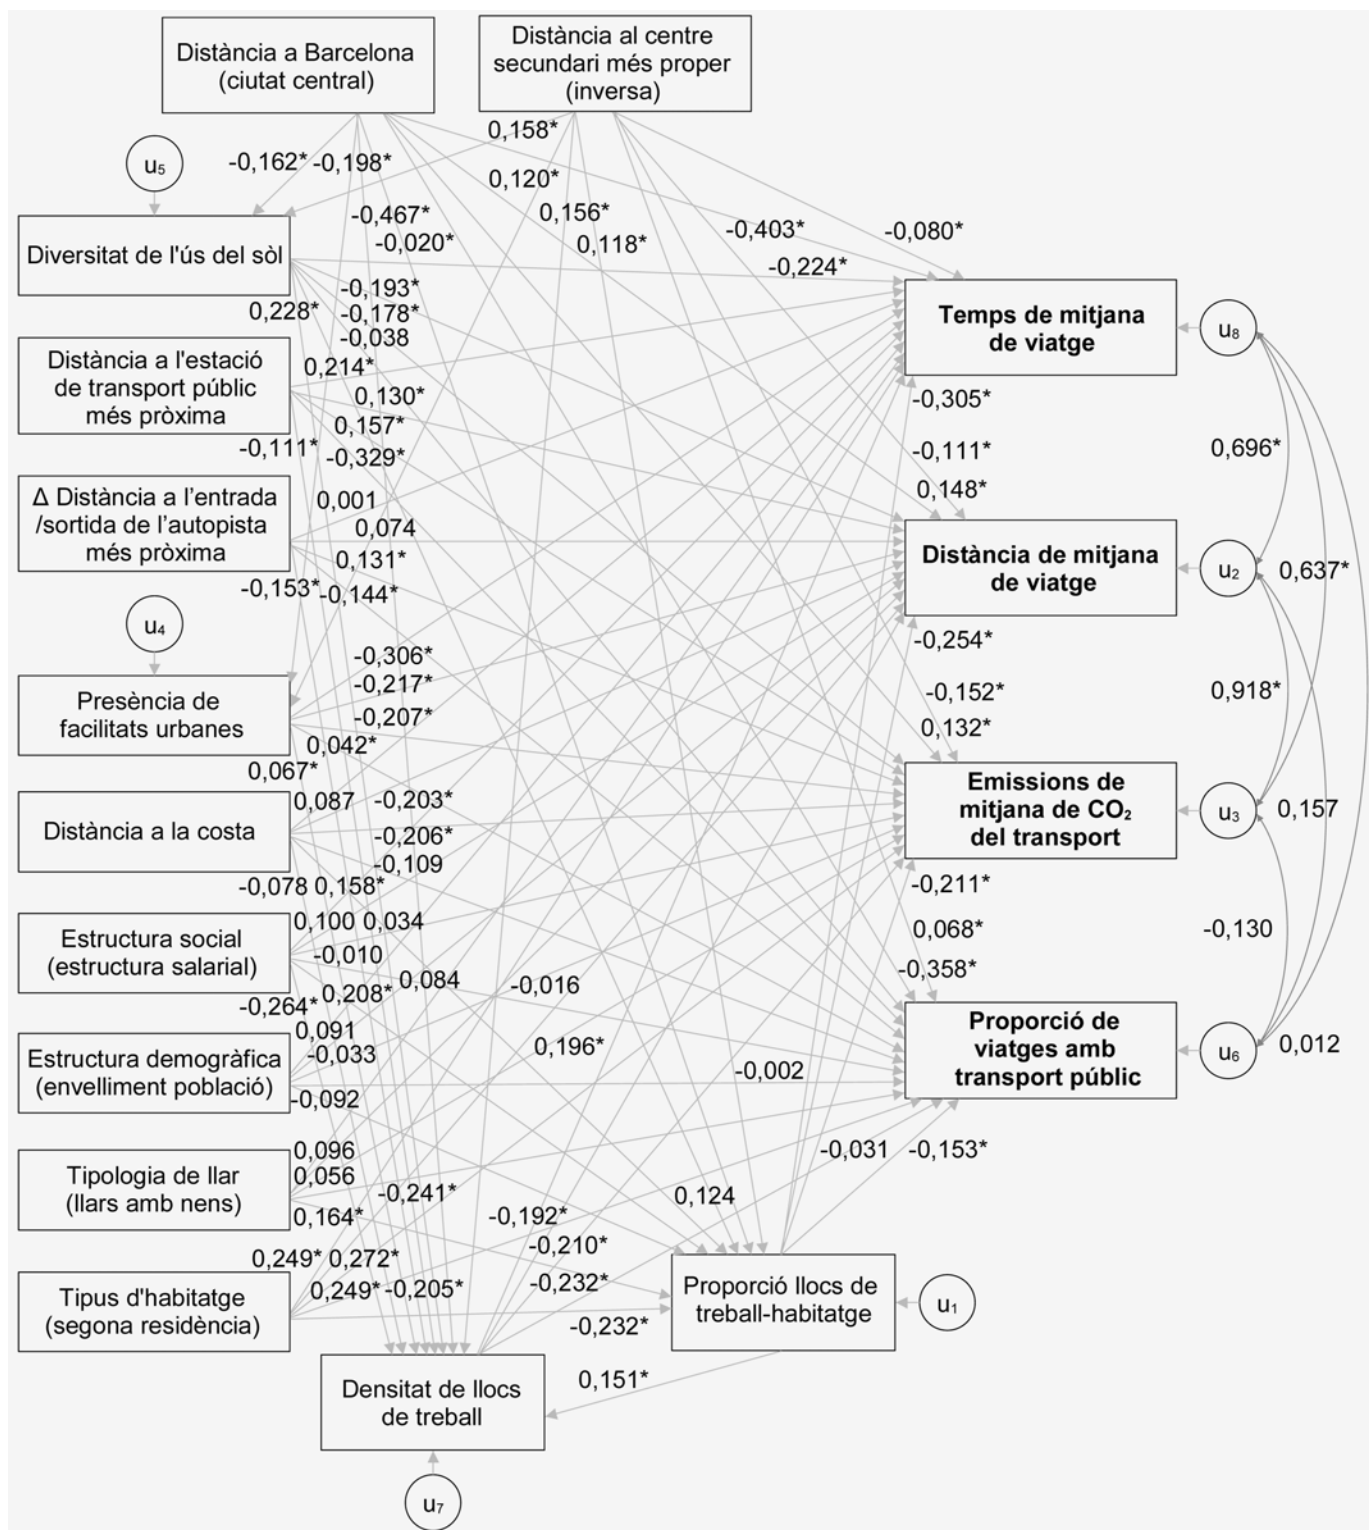 Distància a Barcelona
(ciutat central)
Distància al centre
secundari més proper
(inversa)
0,158*
u₅
-0,162*
-0,198*
0,120*
-0,467*
0,156*
-0,403*
-0,080*
-0,020*
0,118*
Diversitat de l'ús del sòl
-0,224*
-0,193*
0,228*
-0,178*
-0,038
Temps de mitjana
de viatge
u₈
Distància a l'estació
de transport públic
més pròxima
0,214*
0,130*
-0,305*
0,157*
-0,111*
-0,329*
-0,111*
0,696*
Δ Distància a l'entrada
/sortida de l'autopista
més pròxima
0,001
0,074
0,148*
0,131*
-0,153*
-0,144*
Distància de mitjana
de viatge
u₂
0,637*
u₄
-0,306*
-0,254*
-0,217*
-0,152*
0,918*
Presència de
facilitats urbanes
-0,207*
0,132*
0,042*
0,067*
0,087
-0,203*
Distància a la costa
-0,206*
-0,109
Emissions de
mitjana de CO₂
del transport
u₃
0,157
-0,078
0,158*
-0,211*
0,100
0,034
0,068*
-0,130
Estructura social
(estructura salarial)
-0,010
-0,358*
0,084
-0,016
-0,264*
0,208*
0,091
Estructura demogràfica
(envelliment població)
-0,033
0,196*
-0,002
-0,092
Proporció de
viatges amb
transport públic
u₆
0,012
0,096
-0,031
-0,153*
Tipologia de llar
(llars amb nens)
0,056
-0,241*
0,124
0,164*
-0,192*
-0,210*
0,249*
0,272*
Tipus d'habitatge
(segona residència)
0,249*
-0,205*
-0,232*
-0,232*
Proporció llocs de
treball-habitatge
u₁
0,151*
Densitat de llocs
de treball
u₇